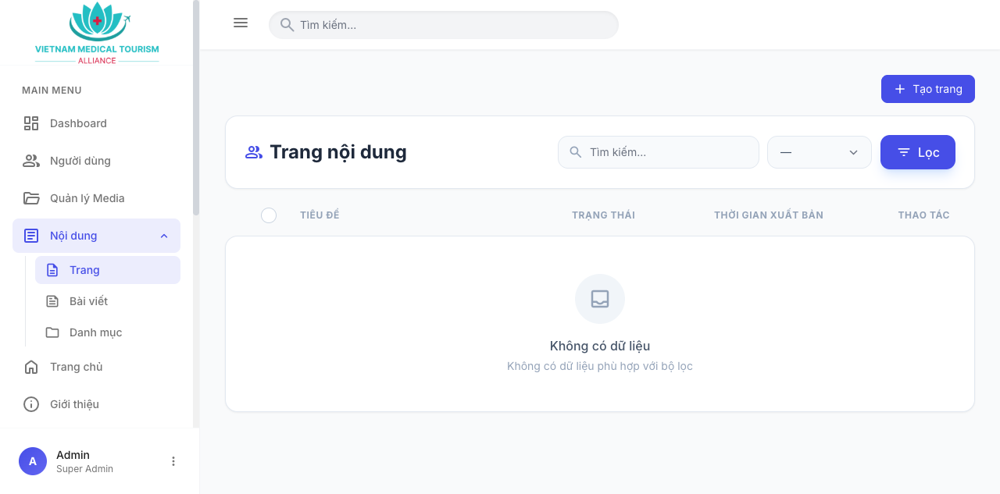 VIETNAM MEDICAL TOURISM
ALLIANCE
MAIN MENU
Dashboard
Người dùng
Quản lý Media
Nội dung
Trang
Bài viết
Danh mục
Trang chủ
Giới thiệu
A
Admin
Super Admin
Tìm kiếm...
Tạo trang
Trang nội dung
Tìm kiếm...
—
Lọc
TIÊU ĐỀ
TRẠNG THÁI
THỜI GIAN XUẤT BẢN
THAO TÁC
Không có dữ liệu
Không có dữ liệu phù hợp với bộ lọc